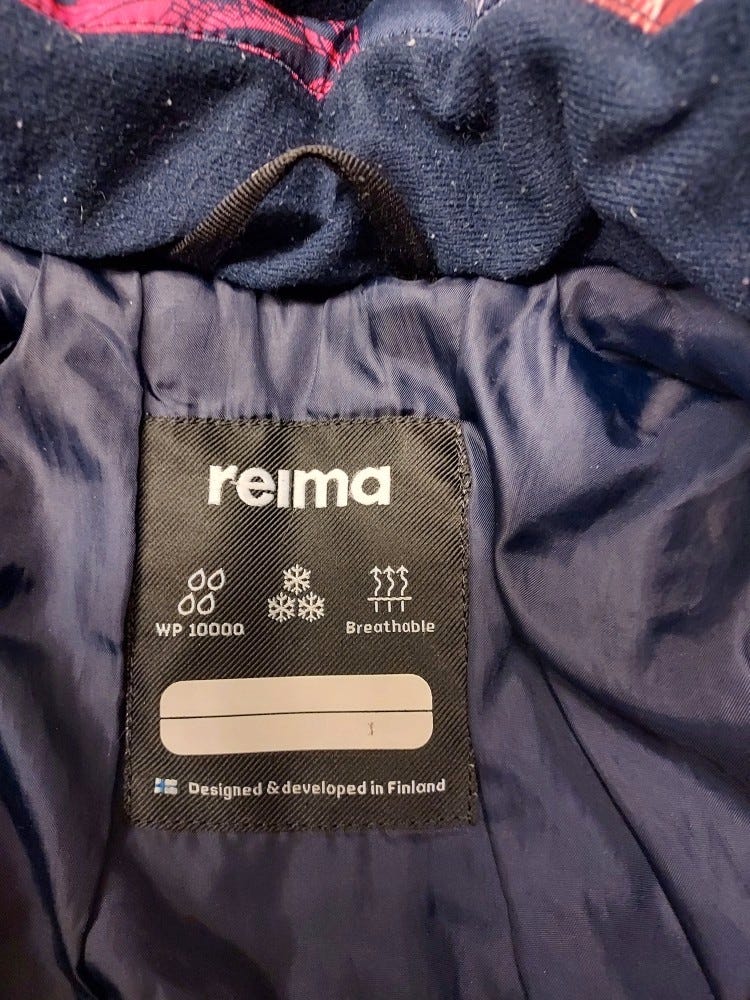 reima
WP 10000
Breathable
Designed & developed in Finland